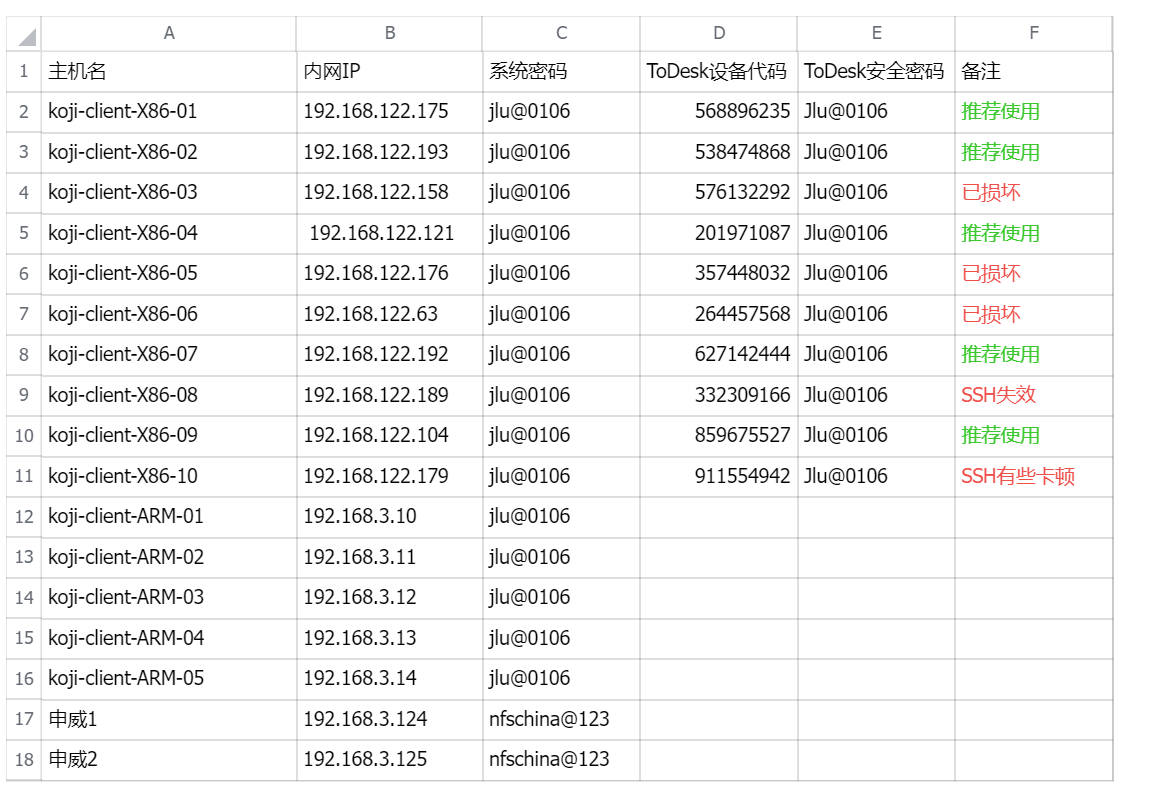 A B C D E F
1 主机名 内网IP 系统密码 ToDesk设备代码 ToDesk安全密码 备注
2 koji-client-X86-01 192.168.122.175 jlu@0106 568896235 Jlu@0106 推荐使用
3 koji-client-X86-02 192.168.122.193 jlu@0106 538474868 Jlu@0106 推荐使用
4 koji-client-X86-03 192.168.122.158 jlu@0106 576132292 Jlu@0106 已损坏
5 koji-client-X86-04 192.168.122.121 jlu@0106 201971087 Jlu@0106 推荐使用
6 koji-client-X86-05 192.168.122.176 jlu@0106 357448032 Jlu@0106 已损坏
7 koji-client-X86-06 192.168.122.63 jlu@0106 264457568 Jlu@0106 已损坏
8 koji-client-X86-07 192.168.122.192 jlu@0106 627142444 Jlu@0106 推荐使用
9 koji-client-X86-08 192.168.122.189 jlu@0106 332309166 Jlu@0106 SSH失效
10 koji-client-X86-09 192.168.122.104 jlu@0106 859675527 Jlu@0106 推荐使用
11 koji-client-X86-10 192.168.122.179 jlu@0106 911554942 Jlu@0106 SSH有些卡顿
12 koji-client-ARM-01 192.168.3.10 jlu@0106
13 koji-client-ARM-02 192.168.3.11 jlu@0106
14 koji-client-ARM-03 192.168.3.12 jlu@0106
15 koji-client-ARM-04 192.168.3.13 jlu@0106
16 koji-client-ARM-05 192.168.3.14 jlu@0106
17 申威1 192.168.3.124 nfschina@123
18 申威2 192.168.3.125 nfschina@123